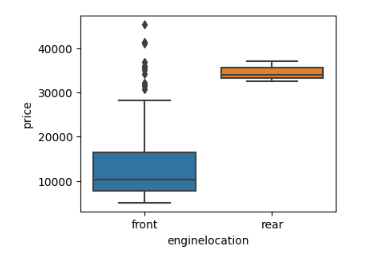 40000
30000
20000
10000
price
front
rear
enginelocation